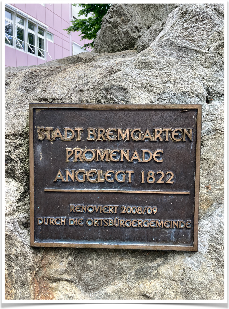 STADT BREMGARTEN
PROMENADE
ANGELEGT 1822
RENOVIERT 2008/09
DURCH DIE ORTSBÜRGERGEMEINDE